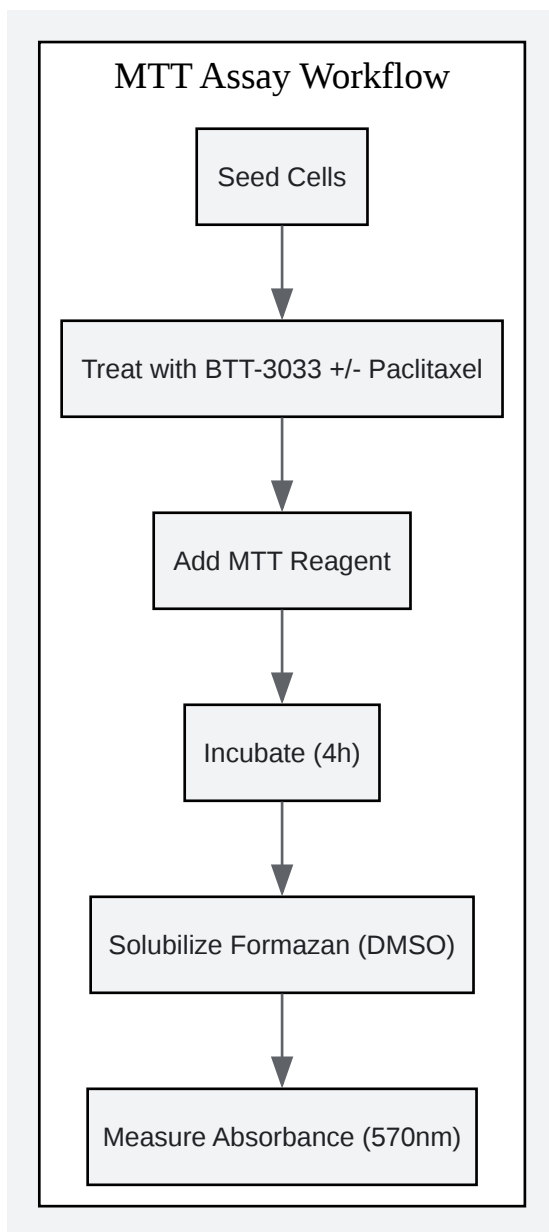 MTT Assay Workflow
Seed Cells
Treat with BTT-3033 +/- Paclitaxel
Add MTT Reagent
Incubate (4h)
Solubilize Formazan (DMSO)
Measure Absorbance (570nm)